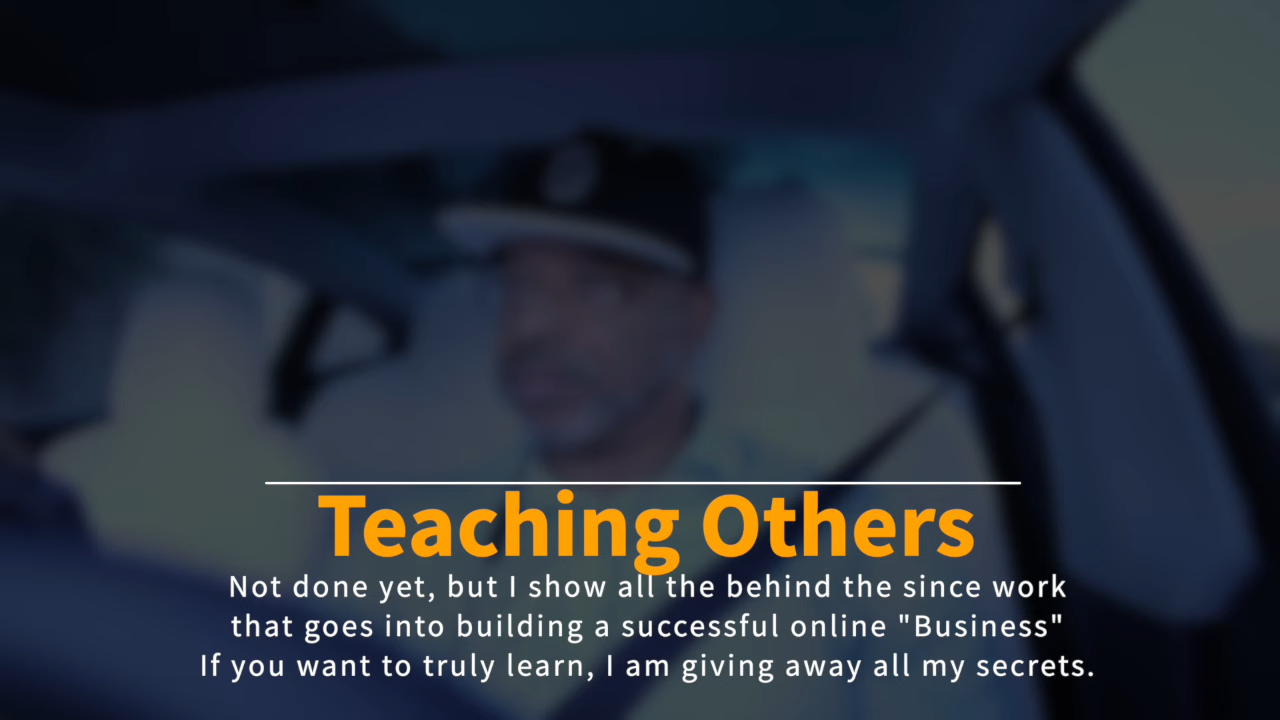 Teaching Others
Not done yet, but I show all the behind the since work
that goes into building a successful online "Business"
If you want to truly learn, I am giving away all my secrets.